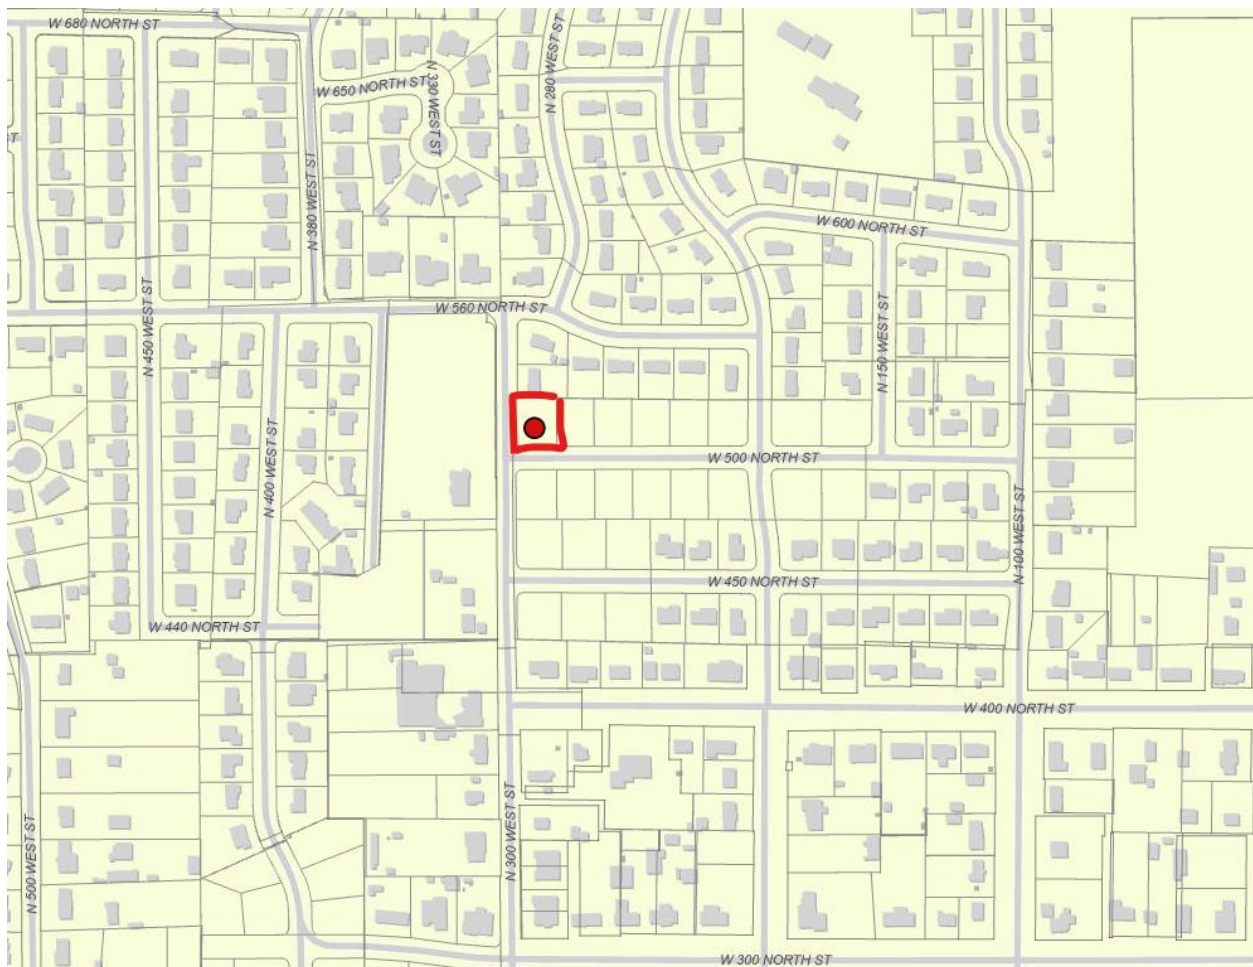 W 680 NORTH ST
N 280 WEST ST
W 650 NORTH ST
N 330 WEST ST
N 380 WEST ST
W 600 NORTH ST
W 560 NORTH ST
N 450 WEST ST
N 150 WEST ST
N 400 WEST ST
W 500 NORTH ST
N 100 WEST ST
W 450 NORTH ST
W 440 NORTH ST
W 400 NORTH ST
N 300 WEST ST
N 500 WEST ST
W 300 NORTH ST